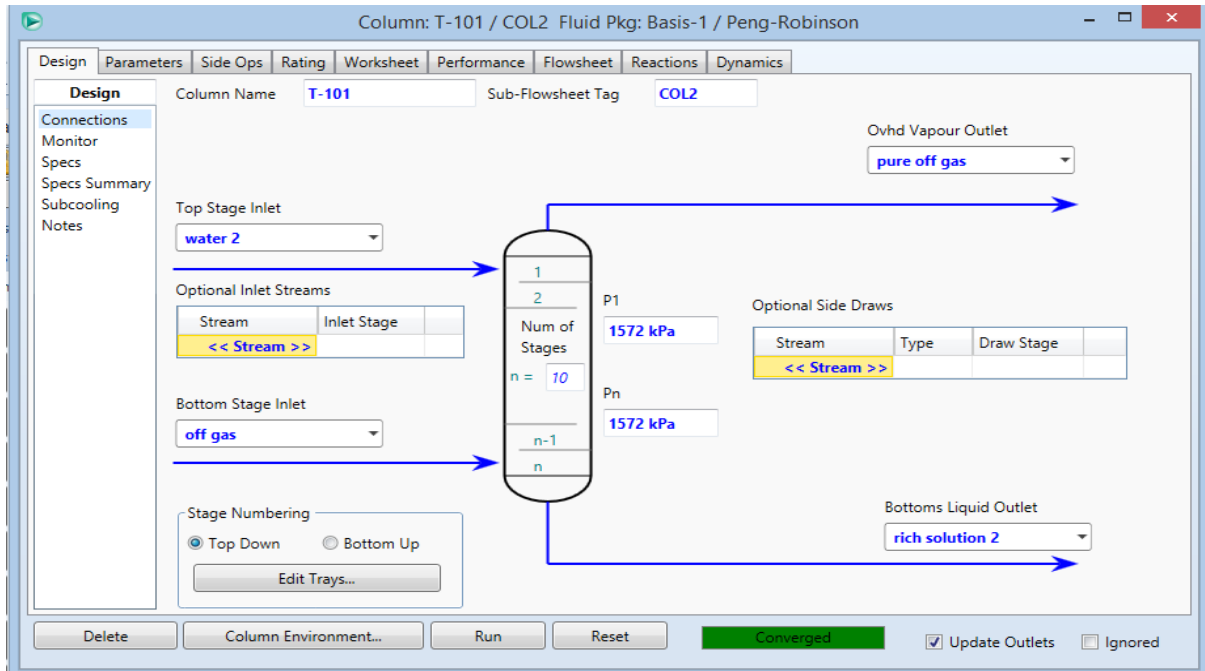 Column: T-101 / COL2 Fluid Pkg: Basis-1 / Peng-Robinson
Design Parameters Side Ops Rating Worksheet Performance Flowsheet Reactions Dynamics
Design
Connections
Monitor
Specs
Specs Summary
Subcooling
Notes
Column Name T-101 Sub-Flowsheet Tag COL2
Ovhd Vapour Outlet
pure off gas
Top Stage Inlet
water 2
Optional Inlet Streams
Stream Inlet Stage
<< Stream >>
Bottom Stage Inlet
off gas
1
2
Num of
Stages
n = 10
n-1
n
P1
1572 kPa
Pn
1572 kPa
Optional Side Draws
Stream Type Draw Stage
<< Stream >>
Stage Numbering
Top Down Bottom Up
Edit Trays...
Bottoms Liquid Outlet
rich solution 2
Delete Column Environment... Run Reset Converged Update Outlets Ignored